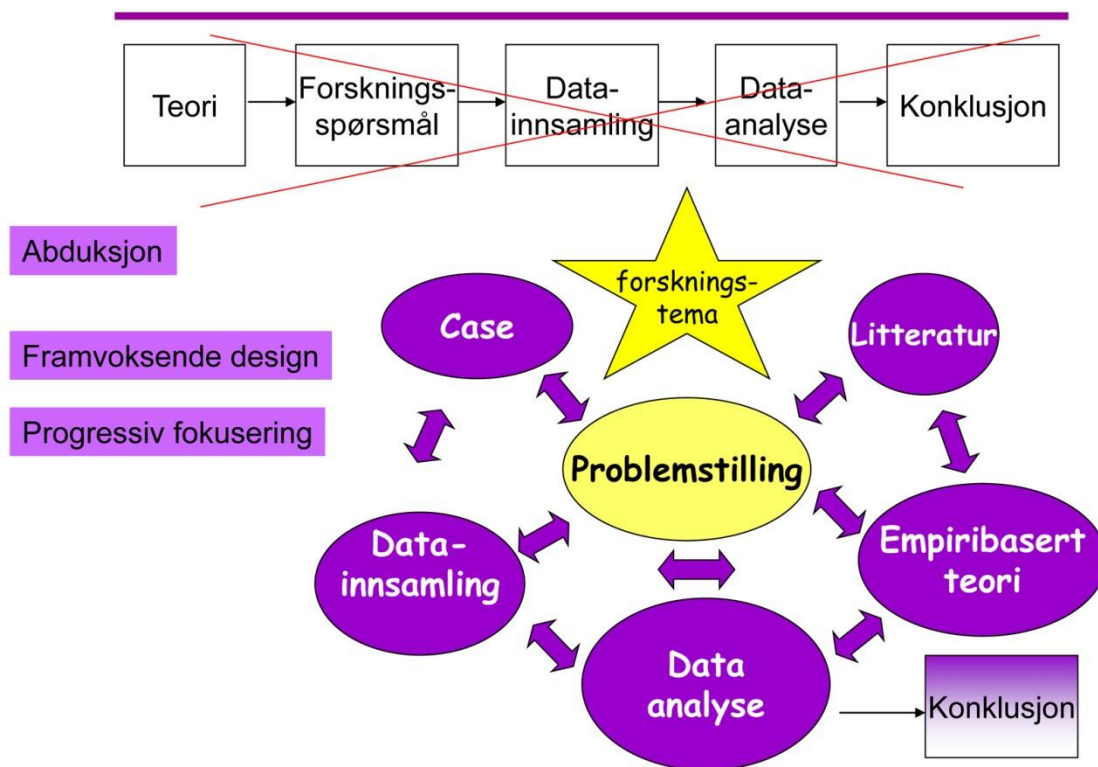 Teori
Forsknings-
spørsmål
Data-
innsamling
Data-
analyse
Konklusjon
Abduksjon
forsknings-
tema
Case
Litteratur
Framvoksende design
Progressiv fokusering
Problemstilling
Data-
innsamling
Empiribasert
teori
Data
analyse
Konklusjon